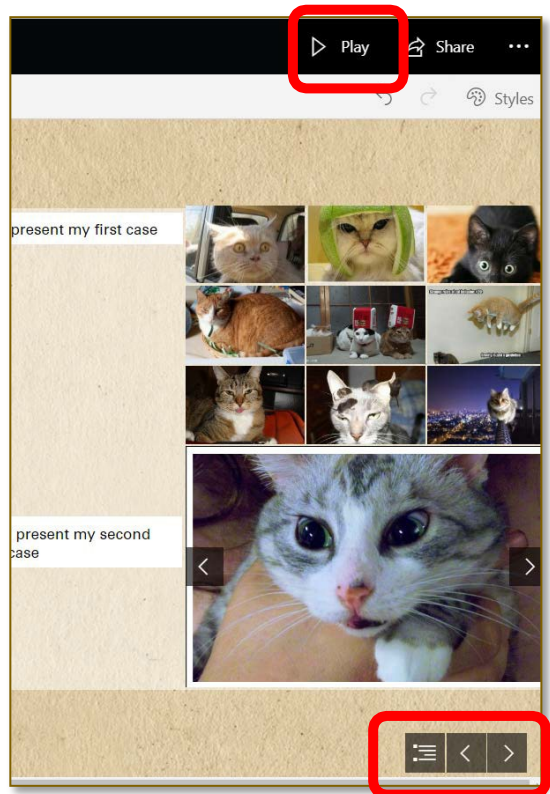 Play
Share
Styles
present my first case
present my second
case